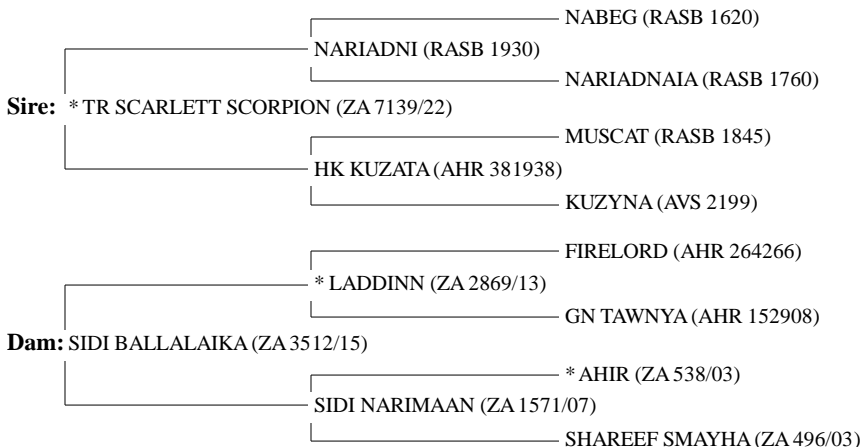 NABEG (RASB 1620)
NARIADNI (RASB 1930)
NARIADNAIA (RASB 1760)
Sire: * TR SCARLETT SCORPION (ZA 7139/22)
MUSCAT (RASB 1845)
HK KUZATA (AHR 381938)
KUZYNA (AVS 2199)
FIRELORD (AHR 264266)
* LADDINN (ZA 2869/13)
GN TAWNYA (AHR 152908)
Dam: SIDI BALLALAIKA (ZA 3512/15)
* AHIR (ZA 538/03)
SIDI NARIMAAN (ZA 1571/07)
SHAREEF SMAYHA (ZA 496/03)